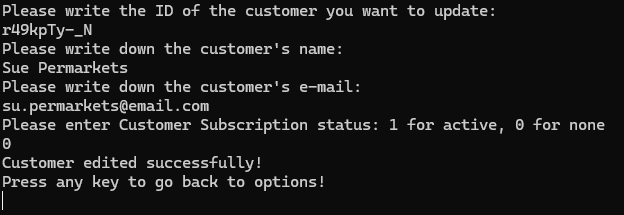 Please write the ID of the customer you want to update:
r49kpTy-_N
Please write down the customer's name:
Sue Permarkets
Please write down the customer's e-mail:
su.permarkets@email.com
Please enter Customer Subscription status: 1 for active, 0 for none
0
Customer edited successfully!
Press any key to go back to options!